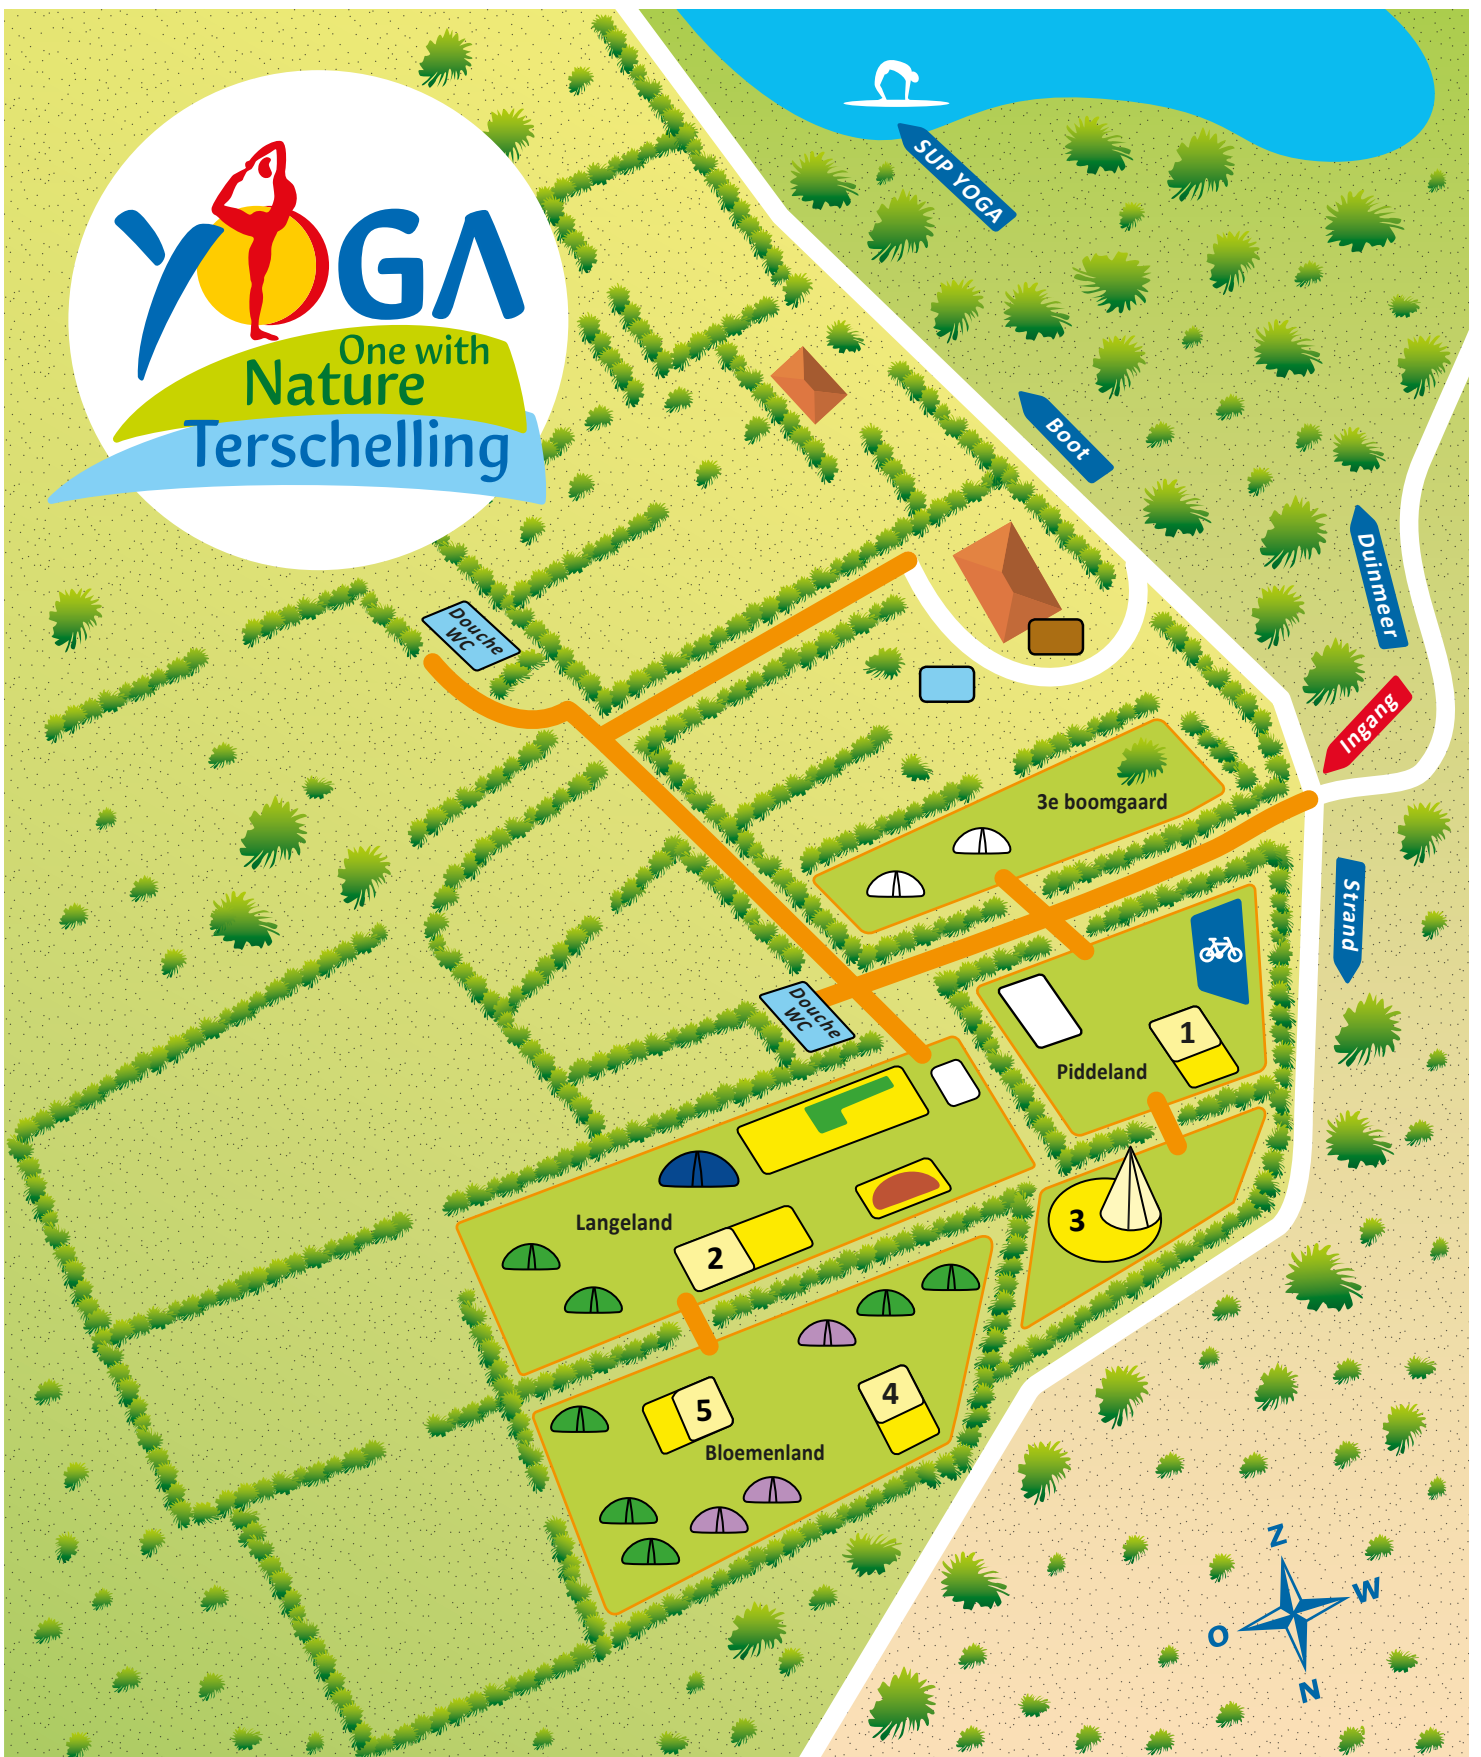 YOGA
One with
Nature
Terschelling
SUP YOGA
Boot
Duinmeer
Ingang
Strand
Douche
WC
3e boomgaard
Douche
WC
1
Piddeland
3
Langeland
2
5
4
Bloemenland
Z
W
O
N